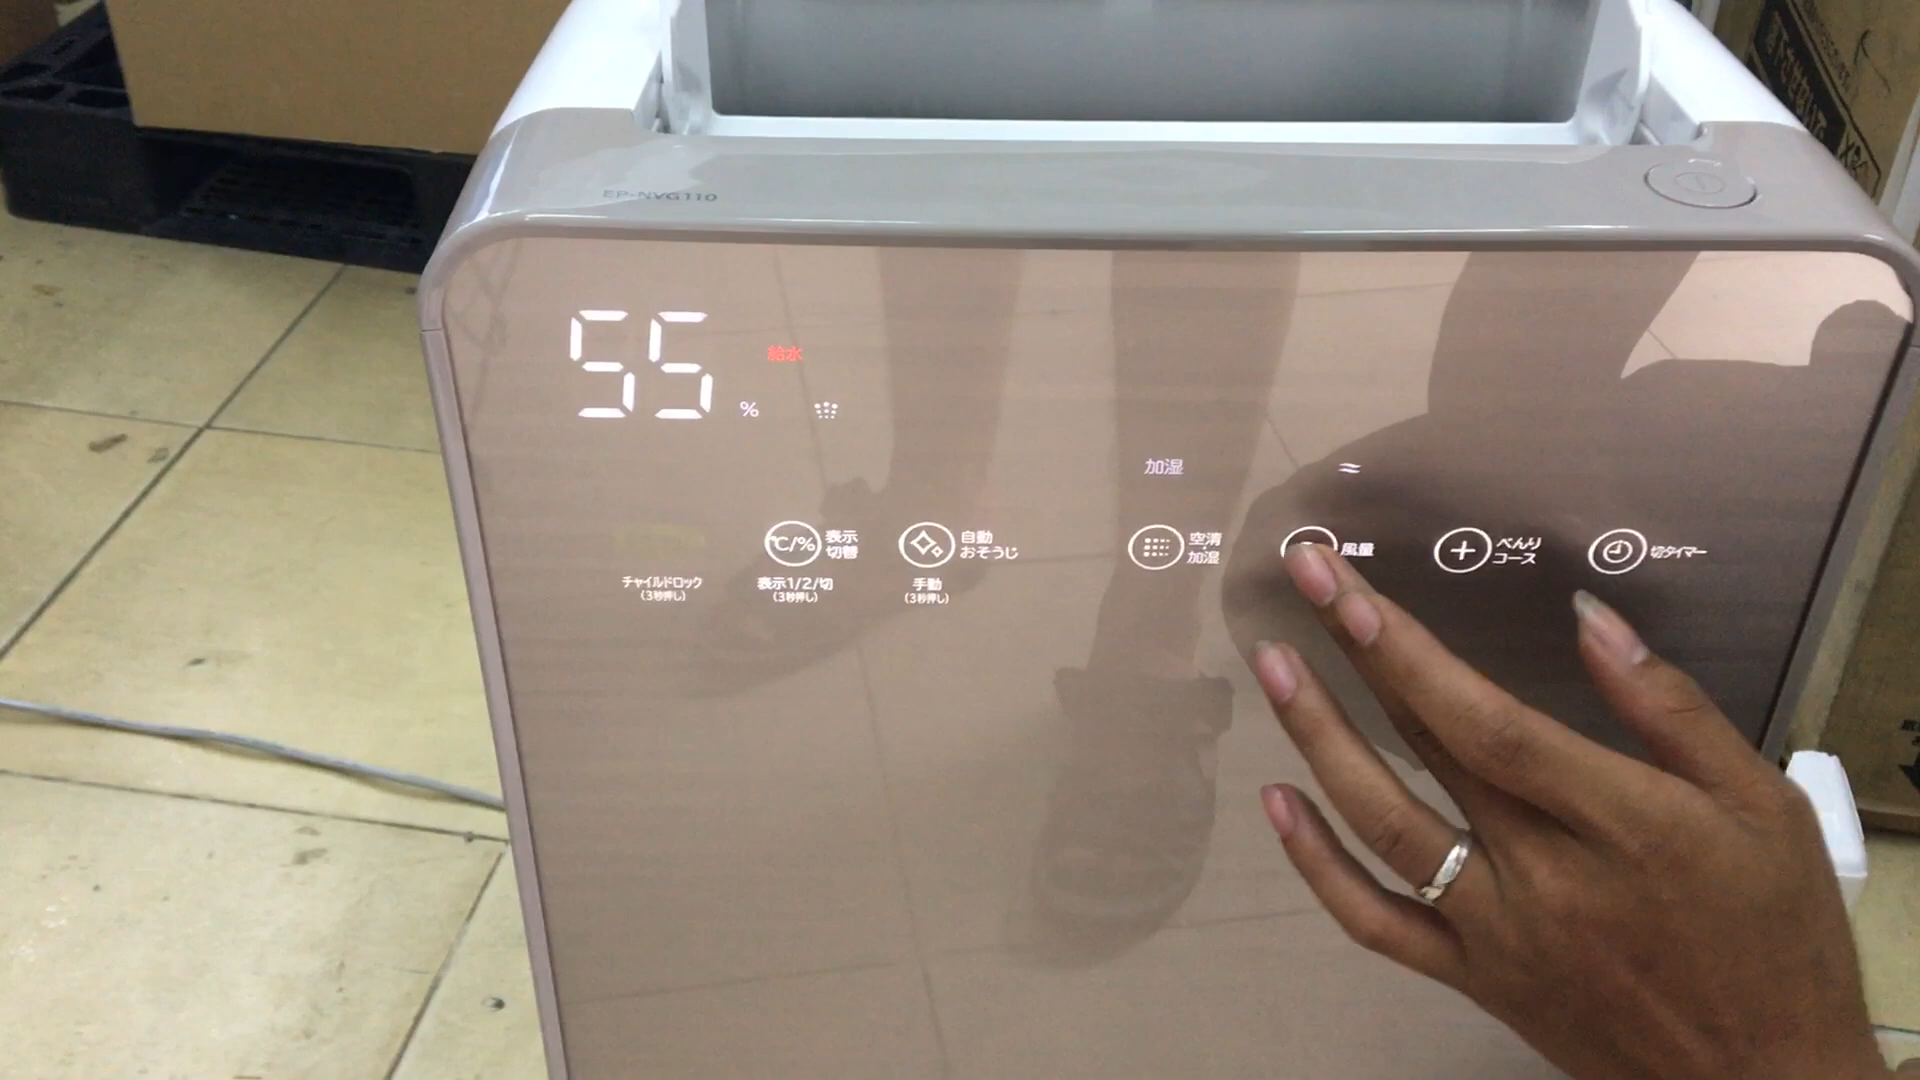 EP-NVG110
55 %
給水
加湿
℃/% 表示
切替
自動
おそうじ
空清
加湿
風量
べんり
コース
切タイマー
チャイルドロック
(3秒押し)
表示1/2/切
(3秒押し)
手動
(3秒押し)